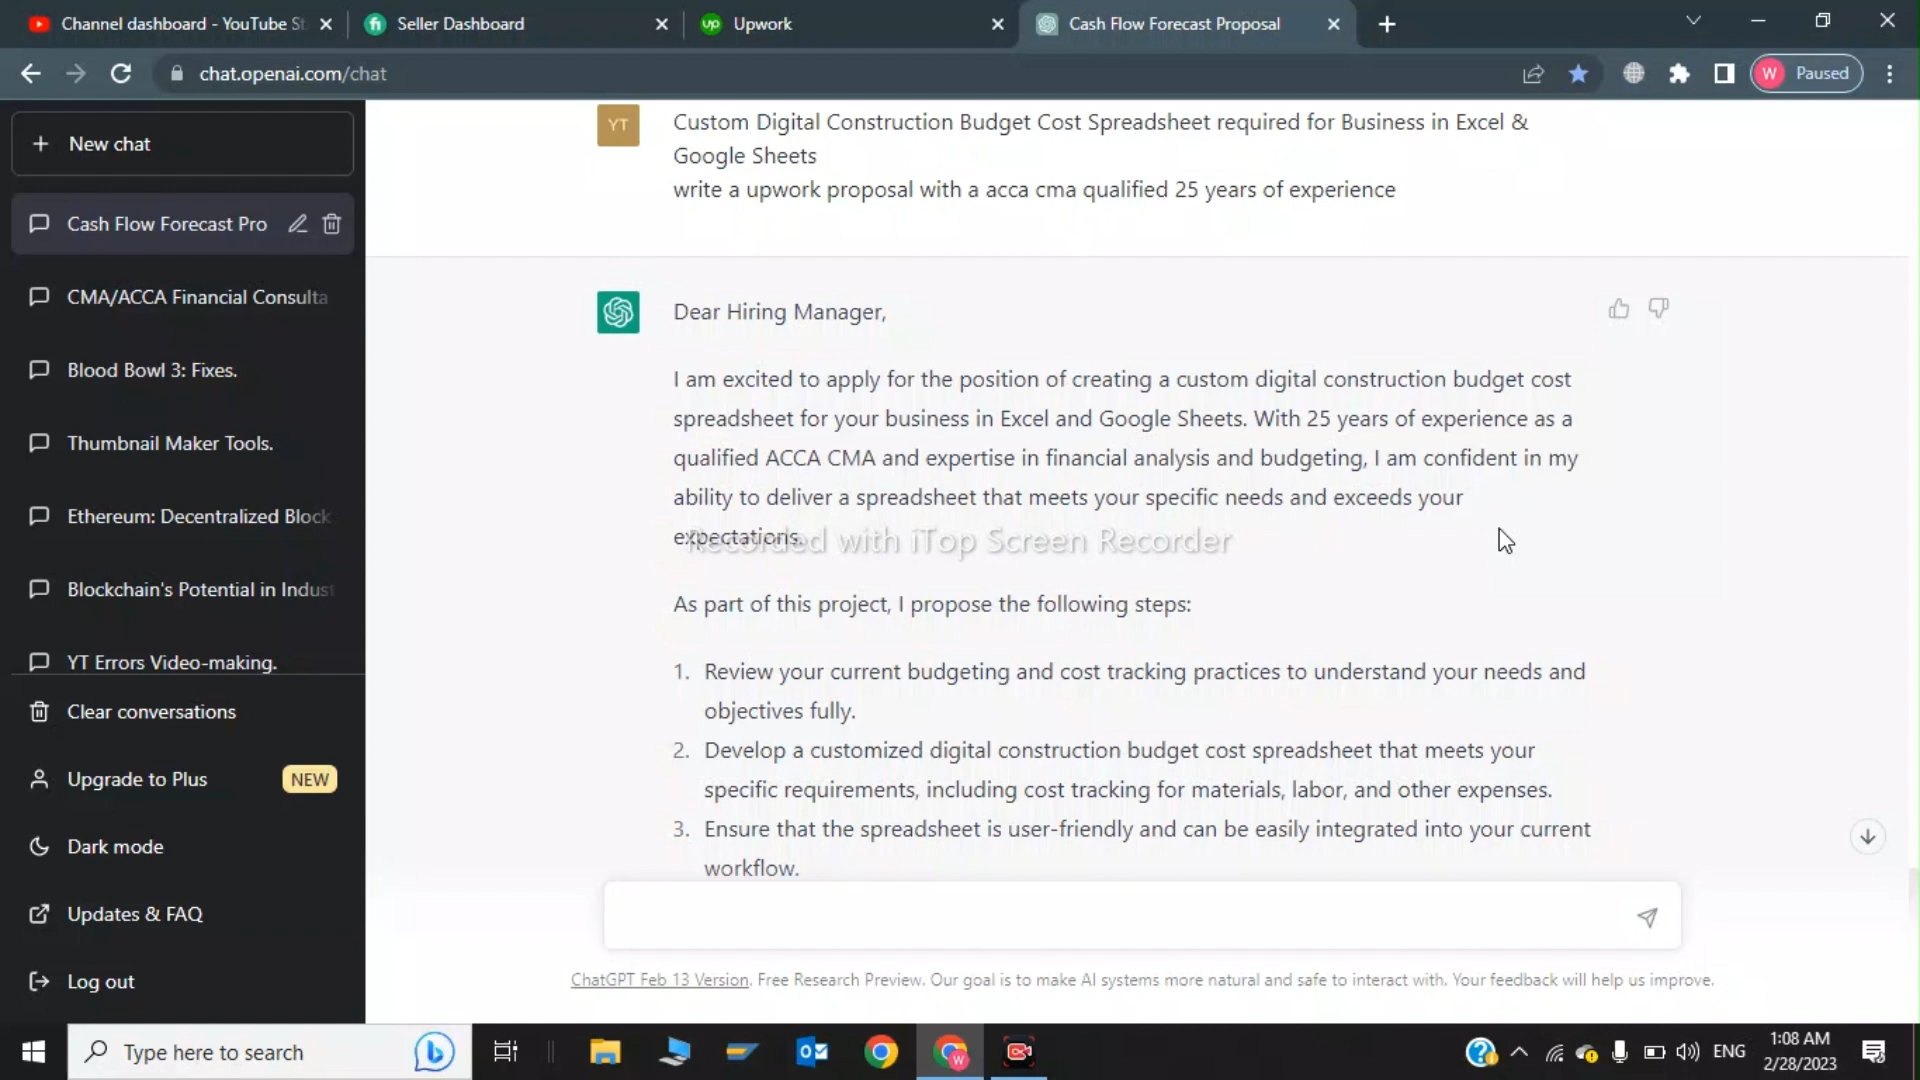 Channel dashboard - YouTube St
Seller Dashboard
up
Upwork
Cash Flow Forecast Proposal
chat.openai.com/chat
W
Paused
New chat
Cash Flow Forecast Pro
CMA/ACCA Financial Consulta
Blood Bowl 3: Fixes.
Thumbnail Maker Tools.
Ethereum: Decentralized Block
Blockchain's Potential in Indust
YT Errors Video-making.
Clear conversations
Upgrade to Plus
NEW
Dark mode
Updates & FAQ
Log out
YT
Custom Digital Construction Budget Cost Spreadsheet required for Business in Excel &
Google Sheets
write a upwork proposal with a acca cma qualified 25 years of experience
Dear Hiring Manager,
I am excited to apply for the position of creating a custom digital construction budget cost
spreadsheet for your business in Excel and Google Sheets. With 25 years of experience as a
qualified ACCA CMA and expertise in financial analysis and budgeting, I am confident in my
ability to deliver a spreadsheet that meets your specific needs and exceeds your
expectations.
Recorded with iTop Screen Recorder
As part of this project, I propose the following steps:
1. Review your current budgeting and cost tracking practices to understand your needs and
objectives fully.
2. Develop a customized digital construction budget cost spreadsheet that meets your
specific requirements, including cost tracking for materials, labor, and other expenses.
3. Ensure that the spreadsheet is user-friendly and can be easily integrated into your current
workflow.
ChatGPT Feb 13 Version. Free Research Preview. Our goal is to make AI systems more natural and safe to interact with. Your feedback will help us improve.
Type here to search
ENG
1:08 AM
2/28/2023